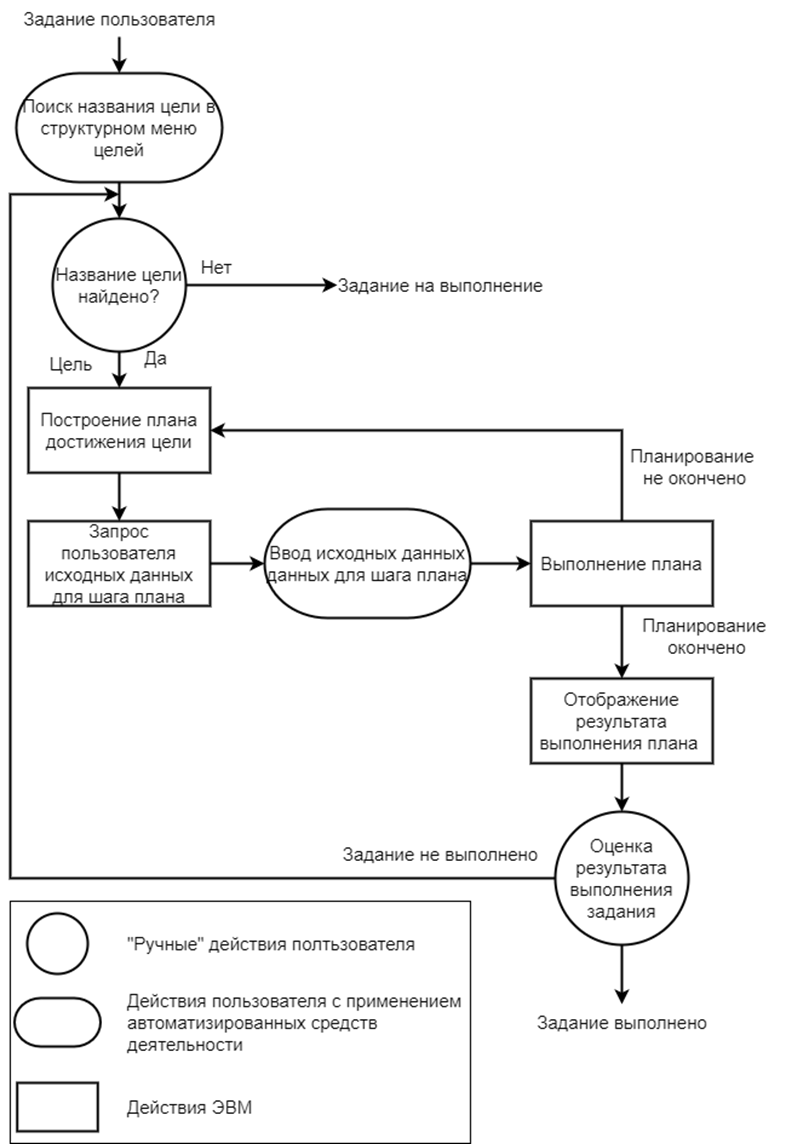 Задание пользователя
Поиск названия цели в
структурном меню
целей
Название цели
найдено?
Нет
Задание на выполнение
Цель
Да
Построение плана
достижения цели
Планирование
не окончено
Запрос
пользователя
исходных данных
для шага плана
Ввод исходных данных
данных для шага плана
Выполнение плана
Планирование
окончено
Отображение
результата
выполнения плана
Задание не выполнено
Оценка
результата
выполнения
задания
Задание выполнено
"Ручные" действия полтьзователя
Действия пользователя с применением
автоматизированных средств
деятельности
Действия ЭВМ